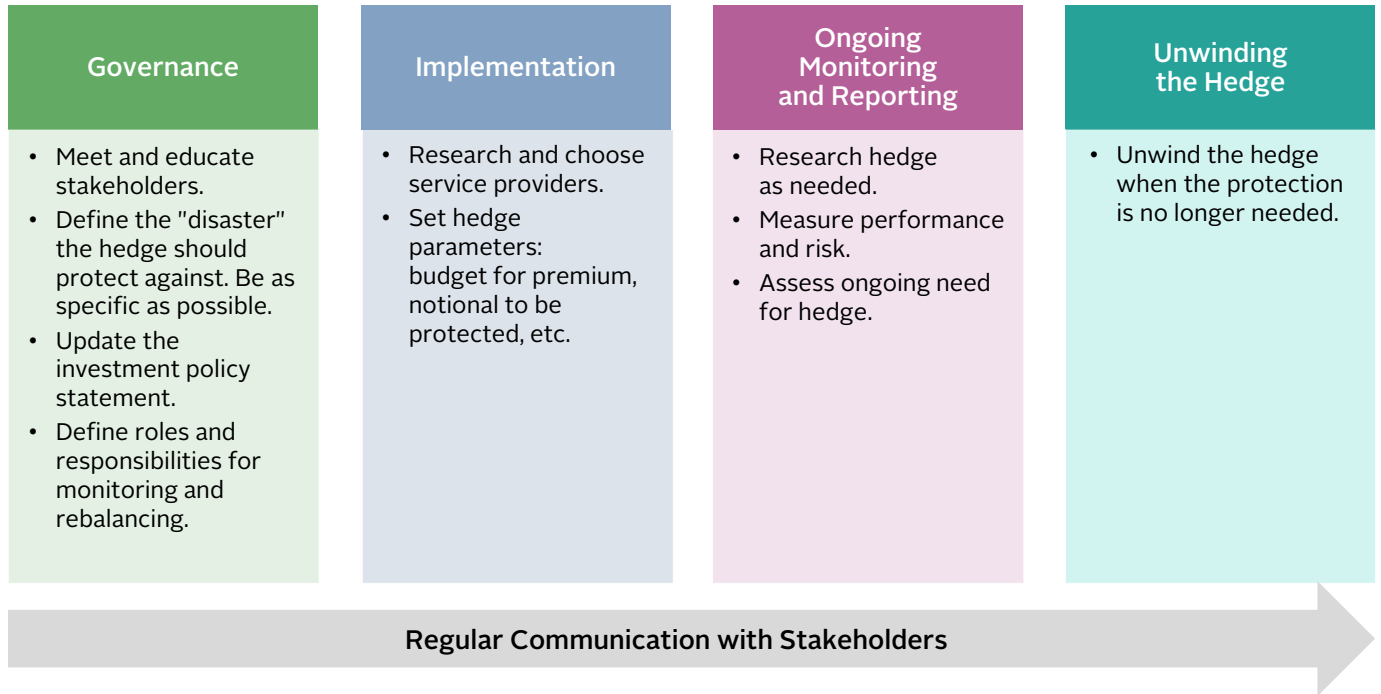 Governance
• Meet and educate
stakeholders.
• Define the "disaster"
the hedge should
protect against. Be as
specific as possible.
• Update the
investment policy
statement.
• Define roles and
responsibilities for
monitoring and
rebalancing.
Implementation
• Research and choose
service providers.
• Set hedge
parameters:
budget for premium,
notional to be
protected, etc.
Ongoing
Monitoring
and Reporting
• Research hedge
as needed.
• Measure performance
and risk.
• Assess ongoing need
for hedge.
Unwinding
the Hedge
• Unwind the hedge
when the protection
is no longer needed.
Regular Communication with Stakeholders